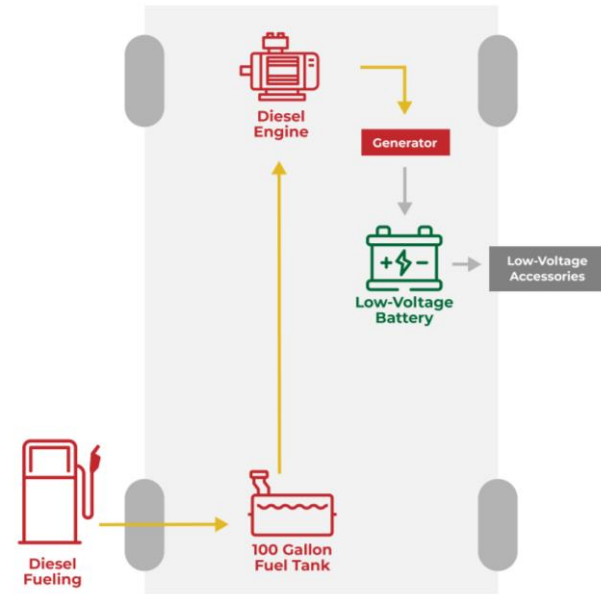 Diesel
Engine
Generator
Low-Voltage
Battery
Low-Voltage
Accessories
Diesel
Fueling
100 Gallon
Fuel Tank